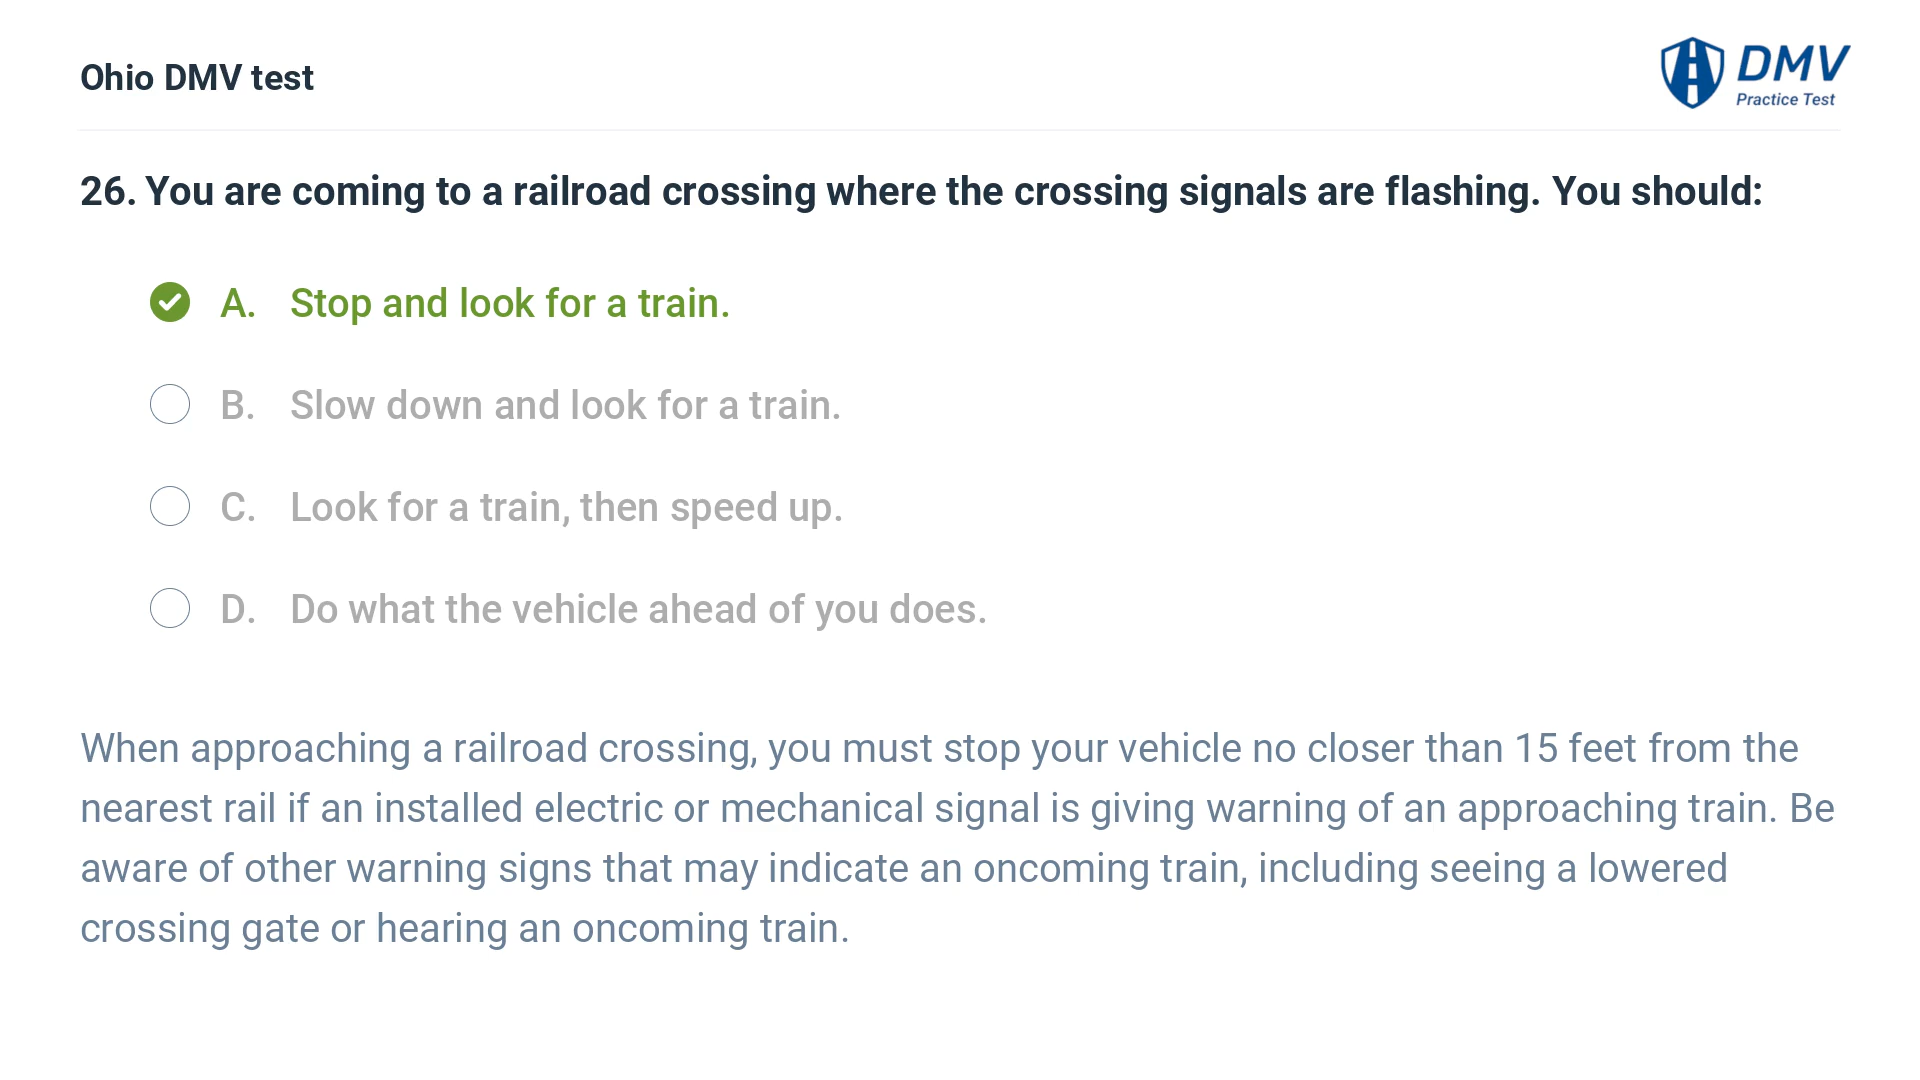 Ohio DMV test
DMV
Practice Test
26. You are coming to a railroad crossing where the crossing signals are flashing. You should:
A. Stop and look for a train.
B. Slow down and look for a train.
C. Look for a train, then speed up.
D. Do what the vehicle ahead of you does.
When approaching a railroad crossing, you must stop your vehicle no closer than 15 feet from the
nearest rail if an installed electric or mechanical signal is giving warning of an approaching train. Be
aware of other warning signs that may indicate an oncoming train, including seeing a lowered
crossing gate or hearing an oncoming train.